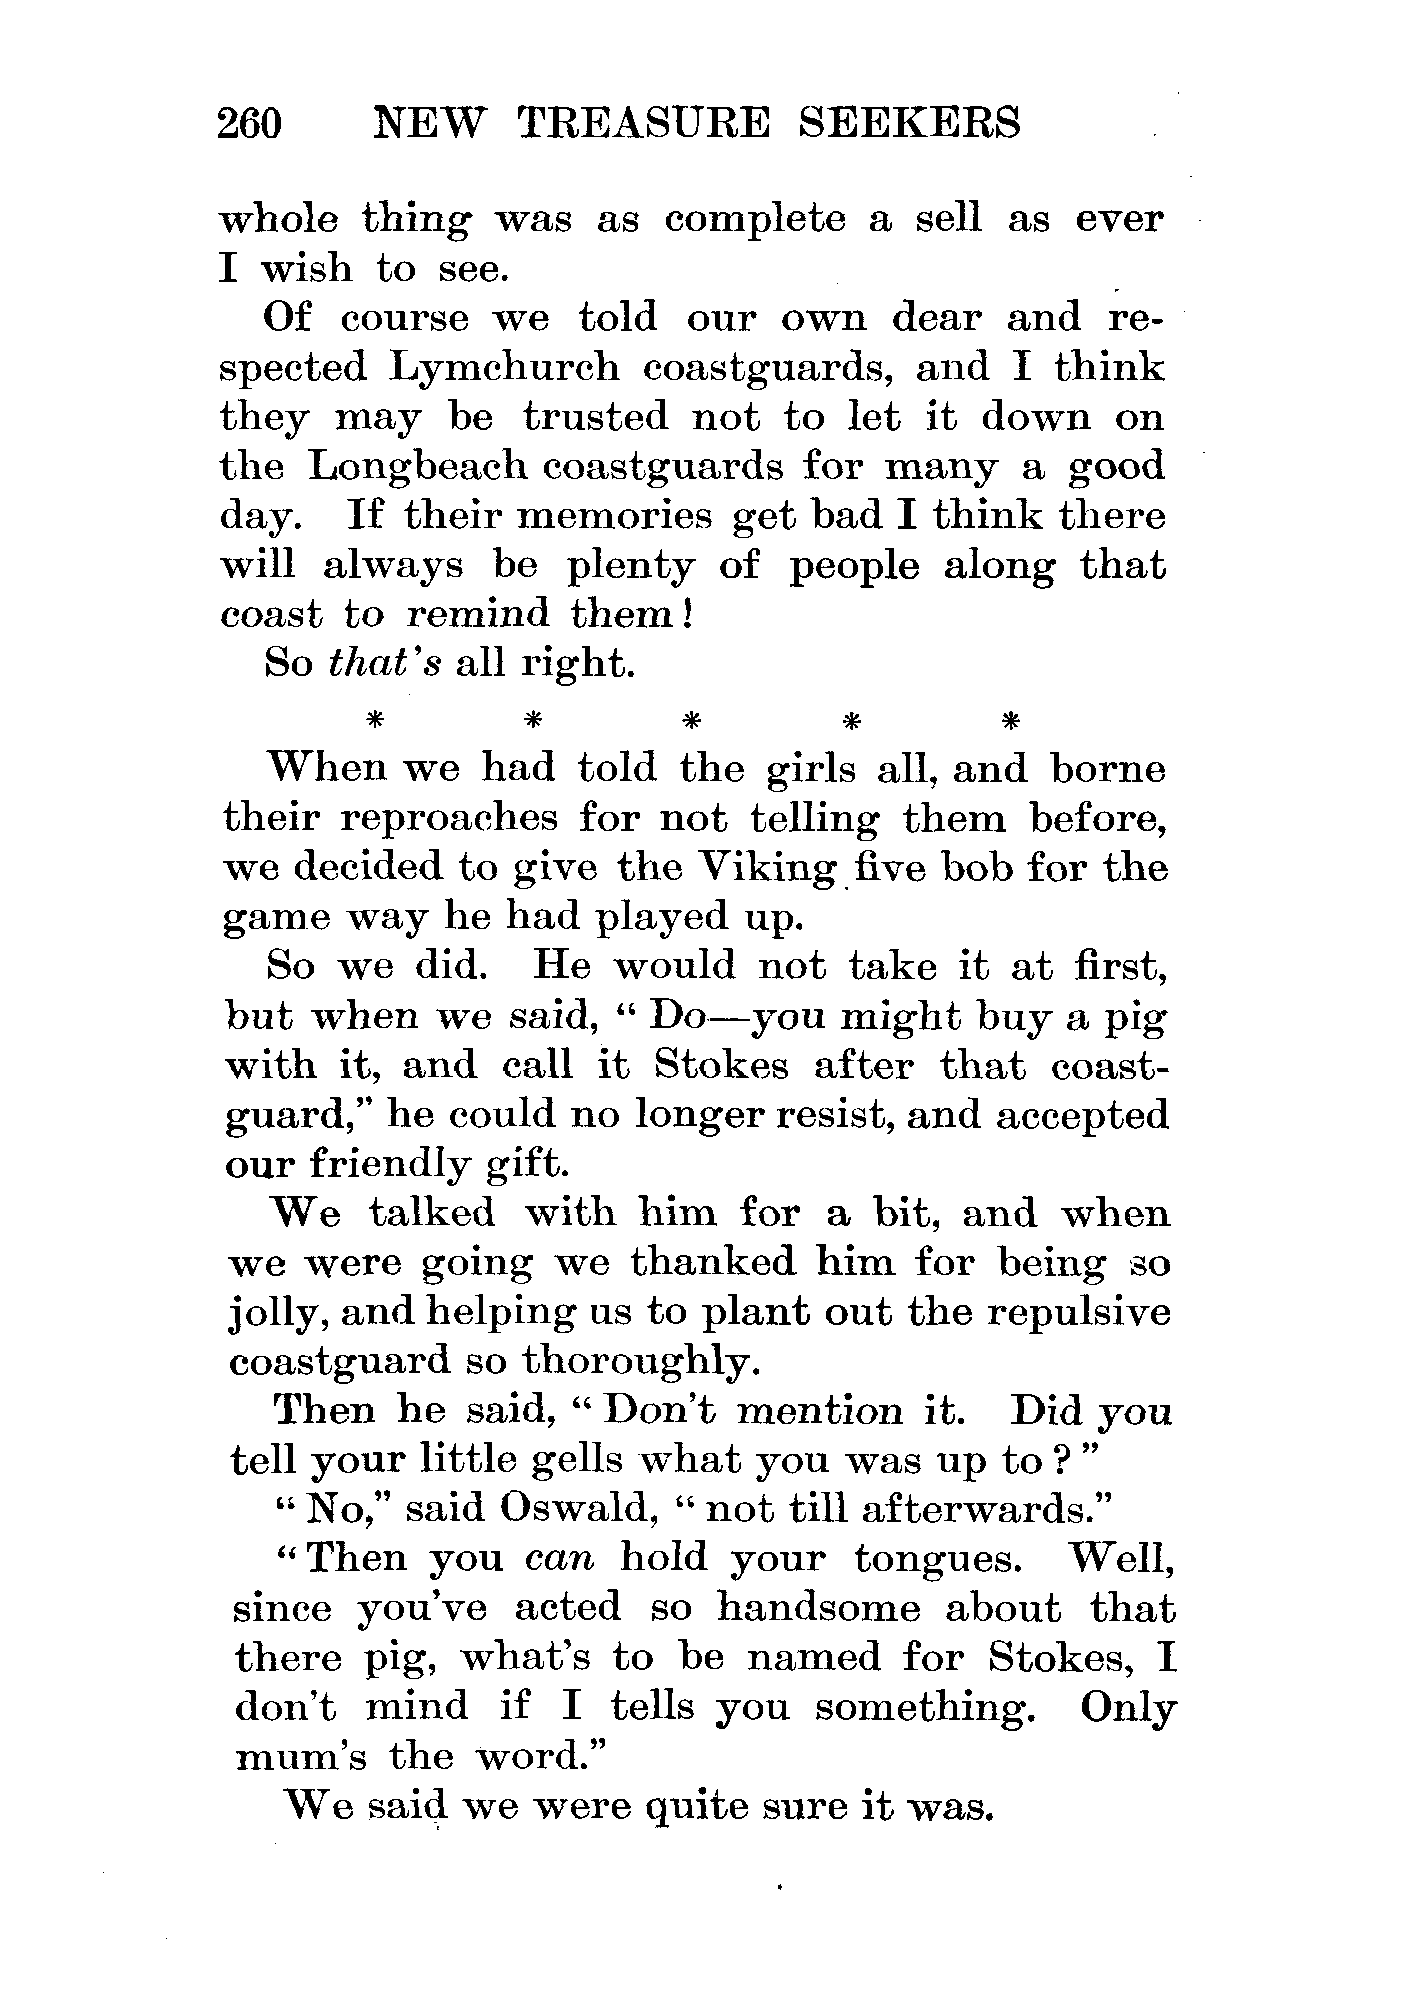 260 NEW TREASURE SEEKERS
whole thing was as complete a sell as ever
I wish to see.
Of course we told our own dear and re-
spected Lymchurch coastguards, and I think
they may be trusted not to let it down on
the Longbeach coastguards for many a good
day. If their memories get bad I think there
will always be plenty of people along that
coast to remind them!
So that's all right.
* * * * *
When we had told the girls all, and borne
their reproaches for not telling them before,
we decided to give the Viking five bob for the
game way he had played up.
So we did. He would not take it at first,
but when we said, “ Do—you might buy a pig
with it, and call it Stokes after that coast-
guard,” he could no longer resist, and accepted
our friendly gift.
We talked with him for a bit, and when
we were going we thanked him for being so
jolly, and helping us to plant out the repulsive
coastguard so thoroughly.
Then he said, “ Don't mention it. Did you
tell your little gells what you was up to ? ”
“ No,” said Oswald, “ not till afterwards.”
“ Then you can hold your tongues. Well,
since you've acted so handsome about that
there pig, what's to be named for Stokes, I
don't mind if I tells you something. Only
mum's the word.”
We said we were quite sure it was.